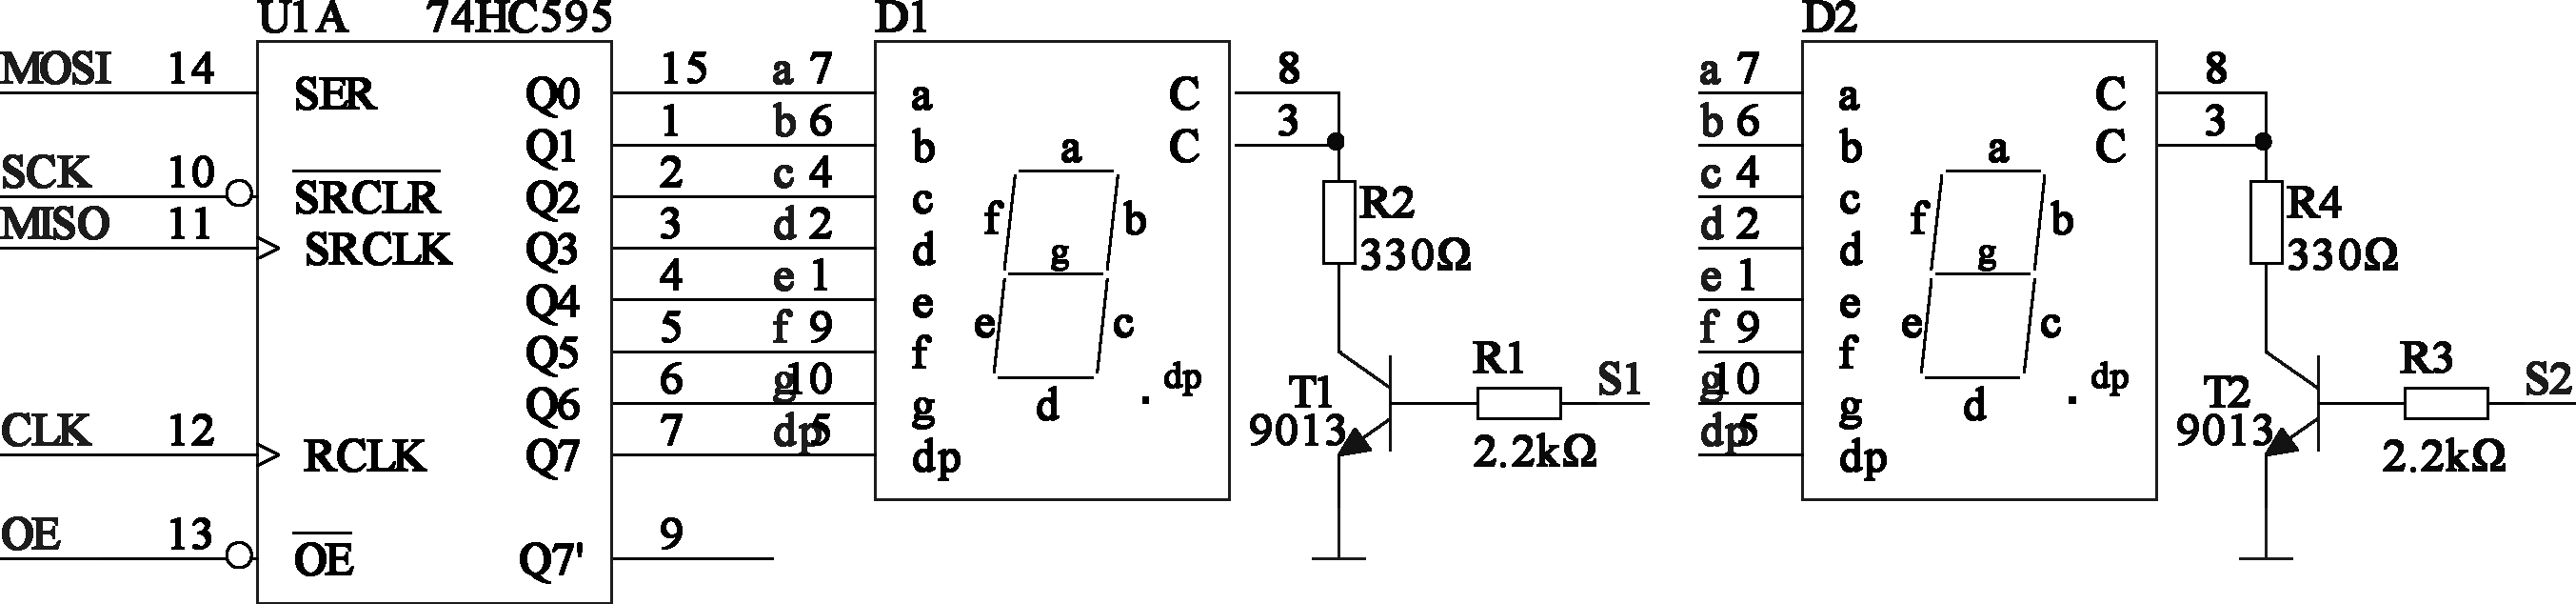 U1A 74HC595 D1 D2
MOSI 14 SER Q0 15 a 7 a C 8 a 7 a C 8
Q1 1 b 6 b C 3 b 6 b C 3
SCK 10 SRCLR Q2 2 c 4 c a c 4 c a
MISO 11 SRCLK Q3 3 d 2 d f b R2 330Ω d 2 d f b R4 330Ω
Q4 4 e 1 e g e 1 e g
Q5 5 f 9 f e c f 9 f e c
Q6 6 g 10 g d dp T1 9013 R1 2.2kΩ S1 g 10 g d dp T2 9013 R3 2.2kΩ S2
CLK 12 RCLK Q7 7 dp 5 dp dp 5 dp
OE 13 OE Q7' 9